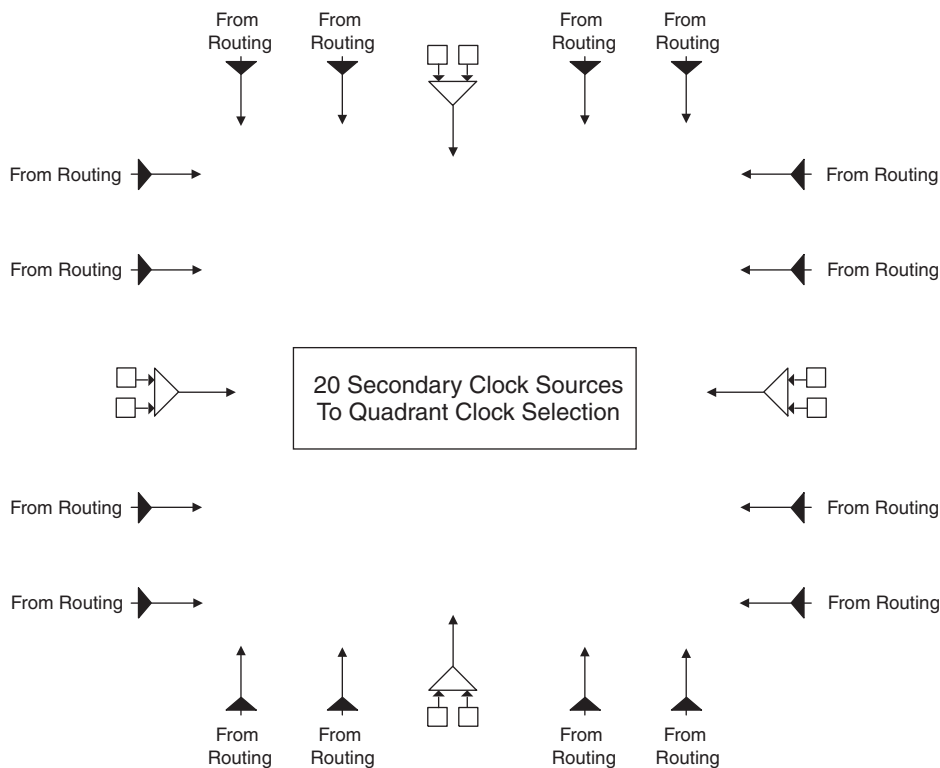 From
Routing
From
Routing
From
Routing
From
Routing
From Routing
From Routing
From Routing
From Routing
20 Secondary Clock Sources
To Quadrant Clock Selection
From Routing
From Routing
From Routing
From Routing
From
Routing
From
Routing
From
Routing
From
Routing